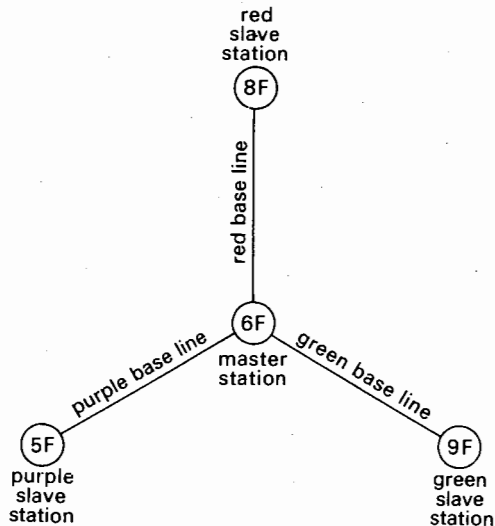 red
slave
station
8F
red base line
6F
master
station
purple base line
green base line
5F
purple
slave
station
9F
green
slave
station